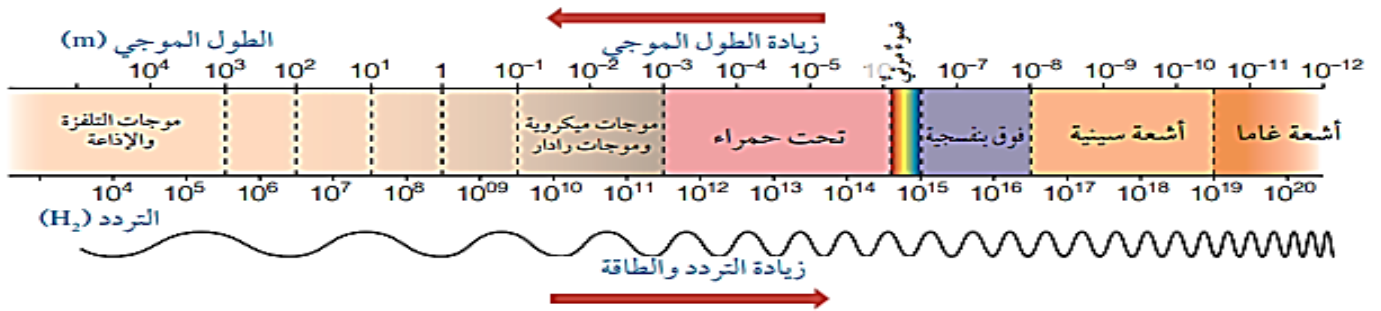 زيادة الطول الموجي
الطول الموجي (m)
10⁴ 10³ 10² 10¹ 1 10⁻¹ 10⁻² 10⁻³ 10⁻⁴ 10⁻⁵ 10⁻⁷ 10⁻⁸ 10⁻⁹ 10⁻¹⁰ 10⁻¹¹ 10⁻¹²
موجات التلفزة
والإذاعة
موجات ميكروية
وموجات رادار
تحت حمراء
فوق بنفسجية
أشعة سينية
أشعة غاما
10⁴ 10⁵ 10⁶ 10⁷ 10⁸ 10⁰⁹ 10¹⁰ 10¹¹ 10¹² 10¹³ 10¹⁴ 10¹⁵ 10¹⁶ 10¹⁷ 10¹⁸ 10¹⁹ 10²⁰
التردد (H₂)
زيادة التردد والطاقة